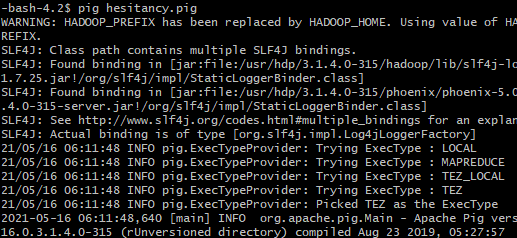 -bash-4.2$ pig hesitancy.pig
WARNING: HADOOP_PREFIX has been replaced by HADOOP_HOME. Using value of HA
REFIX.
SLF4J: Class path contains multiple SLF4J bindings.
SLF4J: Found binding in [jar:file:/usr/hdp/3.1.4.0-315/hadoop/lib/slf4j-lo
1.7.25.jar!/org/slf4j/impl/StaticLoggerBinder.class]
SLF4J: Found binding in [jar:file:/usr/hdp/3.1.4.0-315/phoenix/phoenix-5.0
.4.0-315-server.jar!/org/slf4j/impl/StaticLoggerBinder.class]
SLF4J: See http://www.slf4j.org/codes.html#multiple_bindings for an explan
SLF4J: Actual binding is of type [org.slf4j.impl.Log4jLoggerFactory]
21/05/16 06:11:48 INFO pig.ExecTypeProvider: Trying ExecType : LOCAL
21/05/16 06:11:48 INFO pig.ExecTypeProvider: Trying ExecType : MAPREDUCE
21/05/16 06:11:48 INFO pig.ExecTypeProvider: Trying ExecType : TEZ_LOCAL
21/05/16 06:11:48 INFO pig.ExecTypeProvider: Trying ExecType : TEZ
21/05/16 06:11:48 INFO pig.ExecTypeProvider: Picked TEZ as the ExecType
2021-05-16 06:11:48,640 [main] INFO  org.apache.pig.Main - Apache Pig vers
16.0.3.1.4.0-315 (rUnversioned directory) compiled Aug 23 2019, 05:27:57